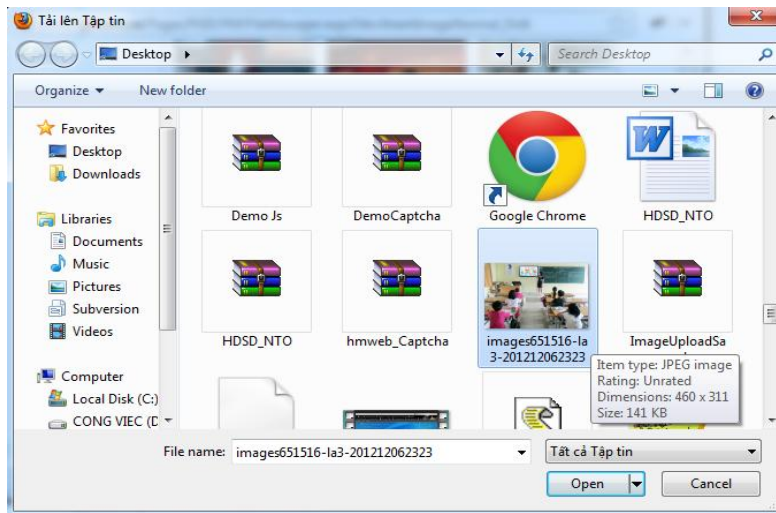 Tải lên Tập tin
Desktop
Search Desktop
Organize
New folder
Favorites
Desktop
Downloads
Libraries
Documents
Music
Pictures
Subversion
Videos
Computer
Local Disk (C:)
CONG VIEC (D
Demo Js
DemoCaptcha
Google Chrome
HDSD_NTO
HDSD_NTO
hmweb_Captcha
images651516-la
3-201212062323
ImageUploadSa
Item type: JPEG image
Rating: Unrated
Dimensions: 460 x 311
Size: 141 KB
File name:
images651516-la3-201212062323
Tất cả Tập tin
Open
Cancel